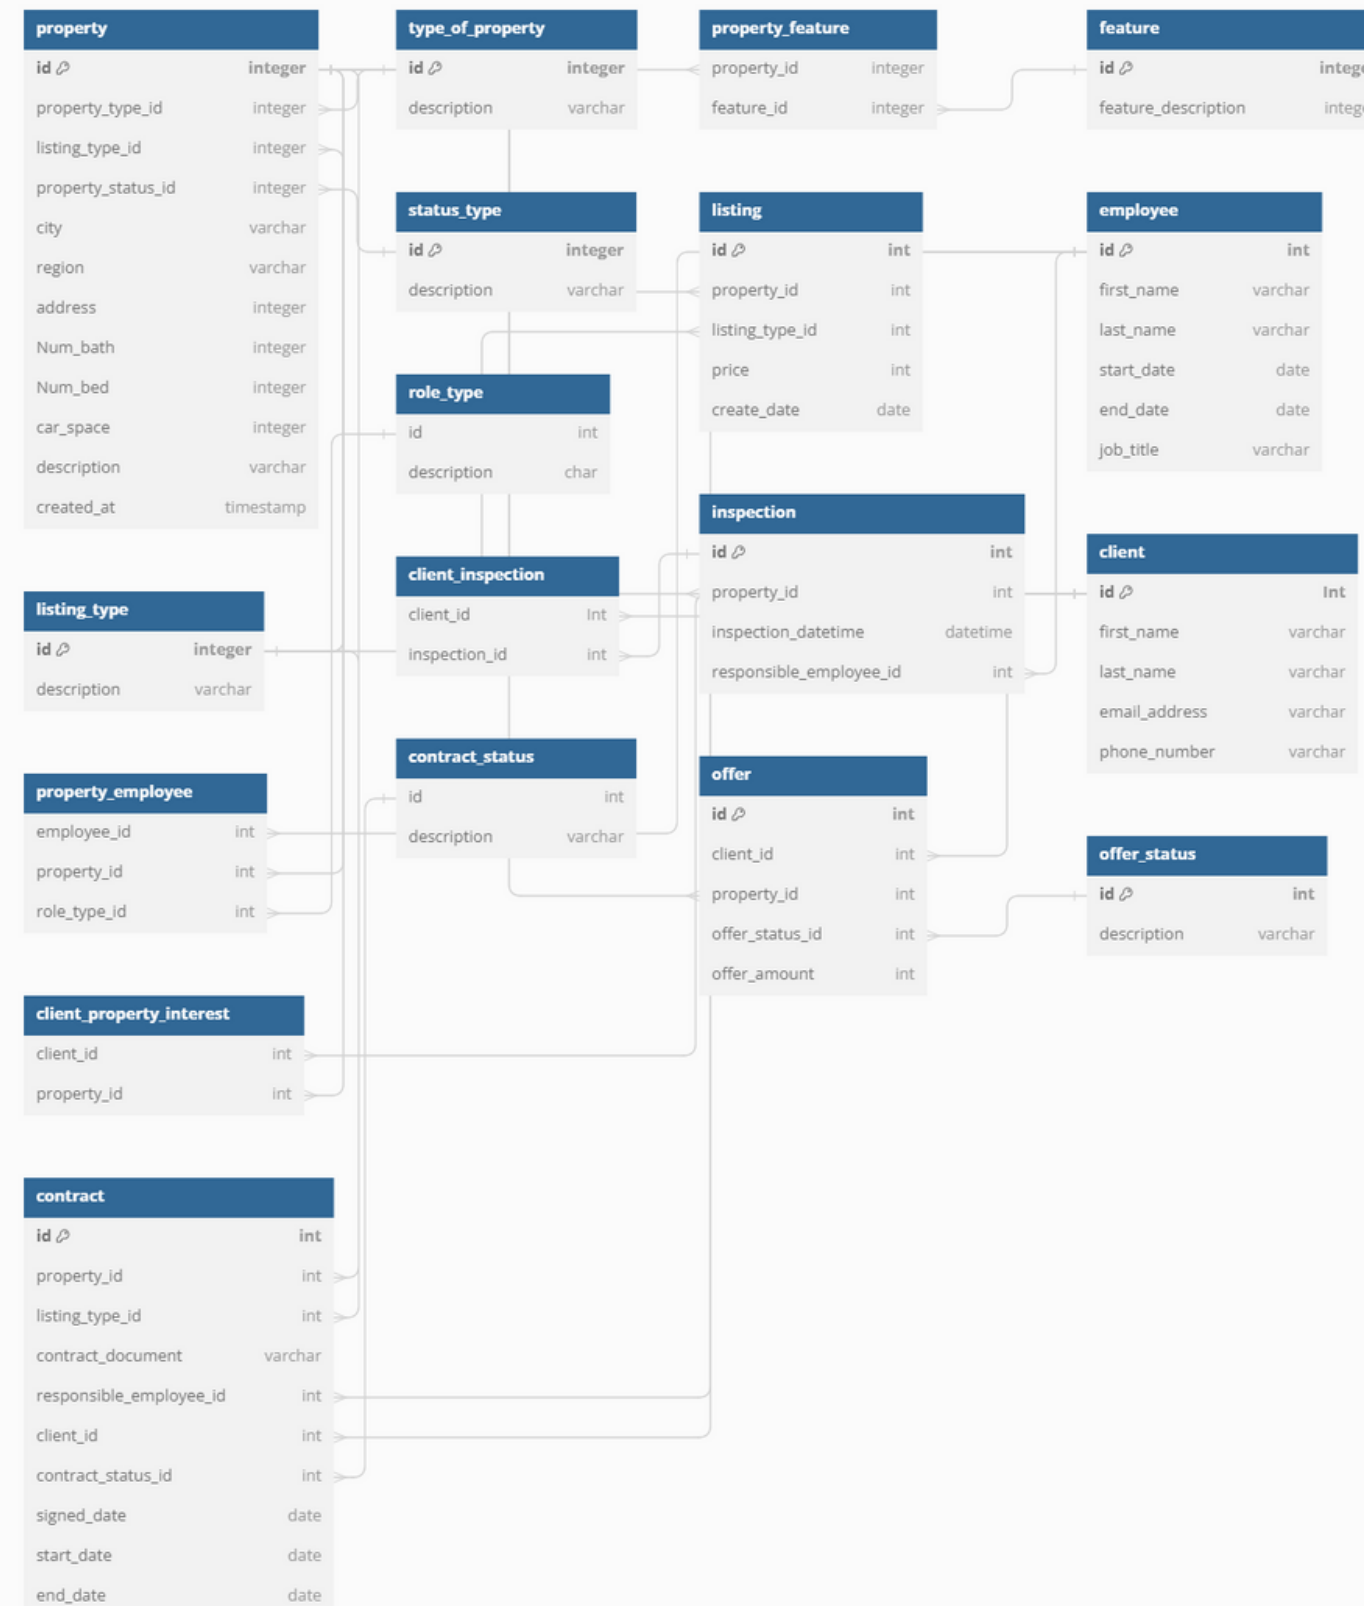 property
id integer
property_type_id integer
listing_type_id integer
property_status_id integer
city varchar
region varchar
address integer
Num_bath integer
Num_bed integer
car_space integer
description varchar
created_at timestamp
type_of_property
id integer
description varchar
property_feature
property_id integer
feature_id integer
feature
id intege
feature_description intege
status_type
id integer
description varchar
listing
id int
property_id int
listing_type_id int
price int
create_date date
employee
id int
first_name varchar
last_name varchar
start_date date
end_date date
job_title varchar
role_type
id int
description char
inspection
id int
property_id int
inspection_datetime datetime
responsible_employee_id int
client
id Int
first_name varchar
last_name varchar
email_address varchar
phone_number varchar
client_inspection
client_id Int
inspection_id int
listing_type
id integer
description varchar
contract_status
id int
description varchar
offer
id int
client_id int
property_id int
offer_status_id int
offer_amount int
offer_status
id int
description varchar
property_employee
employee_id int
property_id int
role_type_id int
client_property_interest
client_id int
property_id int
contract
id int
property_id int
listing_type_id int
contract_document varchar
responsible_employee_id int
client_id int
contract_status_id int
signed_date date
start_date date
end_date date